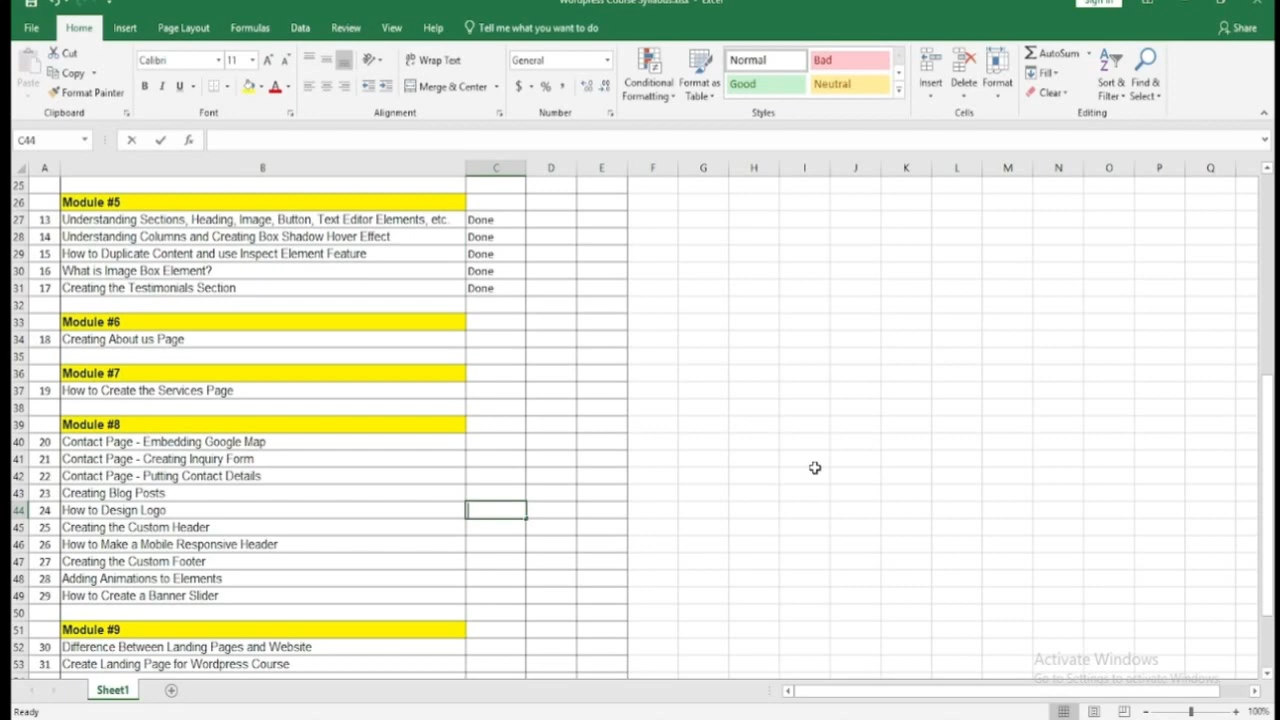 Wordpress Course Syllabus.xlsx - Excel
Sign in
File Home Insert Page Layout Formulas Data Review View Help Tell me what you want to do Share
Paste
Cut
Copy
Format Painter
Clipboard
Calibri 11
B I U
Font
Wrap Text
Merge & Center
Alignment
General
$ % ,
Number
Conditional Formatting
Format as Table
Normal Bad
Good Neutral
Styles
Insert Delete Format
Cells
AutoSum
Fill
Clear
Sort & Filter
Find & Select
Editing
C44 fx
A B C D E F G H I J K L M N O P Q
25
26 Module #5
27 13 Understanding Sections, Heading, Image, Button, Text Editor Elements, etc. Done
28 14 Understanding Columns and Creating Box Shadow Hover Effect Done
29 15 How to Duplicate Content and use Inspect Element Feature Done
30 16 What is Image Box Element? Done
31 17 Creating the Testimonials Section Done
32
33 Module #6
34 18 Creating About us Page
35
36 Module #7
37 19 How to Create the Services Page
38
39 Module #8
40 20 Contact Page - Embedding Google Map
41 21 Contact Page - Creating Inquiry Form
42 22 Contact Page - Putting Contact Details
43 23 Creating Blog Posts
44 24 How to Design Logo
45 25 Creating the Custom Header
46 26 How to Make a Mobile Responsive Header
47 27 Creating the Custom Footer
48 28 Adding Animations to Elements
49 29 How to Create a Banner Slider
50
51 Module #9
52 30 Difference Between Landing Pages and Website
53 31 Create Landing Page for Wordpress Course
Activate Windows
Go to Settings to activate Windows.
Sheet1
Ready
100%